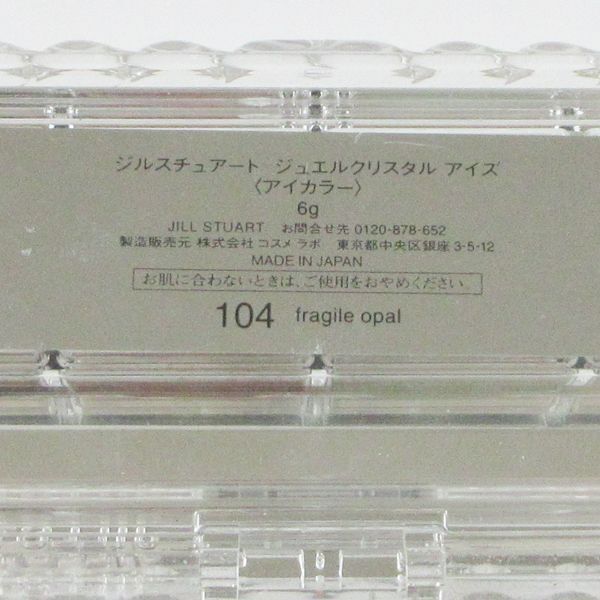 ジルスチュアート ジュエルクリスタル アイズ
〈アイカラー〉
6g
JILL STUART お問合せ先 0120-878-652
製造販売元 株式会社 コスメ ラボ 東京都中央区銀座 3-5-12
MADE IN JAPAN
お肌に合わないときは、ご使用をおやめください。
104 fragile opal